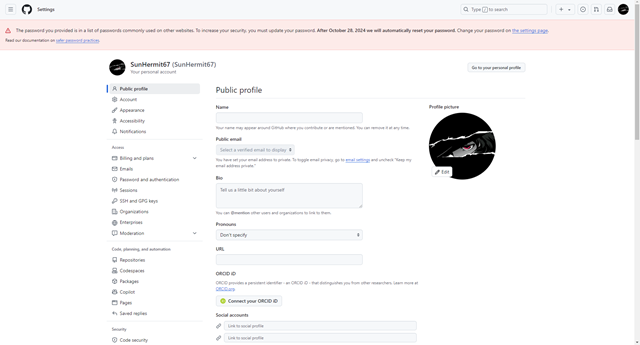 Settings
Type / to search
The password you provided is in a list of passwords commonly used on other websites. To increase your security, you must update your password. After October 28, 2024 we will automatically reset your password. Change your password on the settings page.
Read our documentation on safer password practices.
SunHermit67 (SunHermit67)
Your personal account
Go to your personal profile
Public profile
Account
Appearance
Accessibility
Notifications
Access
Billing and plans
Emails
Password and authentication
Sessions
SSH and GPG keys
Organizations
Enterprises
Moderation
Code, planning, and automation
Repositories
Codespaces
Packages
Copilot
Pages
Saved replies
Security
Code security
Public profile
Name
Your name may appear around GitHub where you contribute or are mentioned. You can remove it at any time.
Public email
Select a verified email to display
You have set your email address to private. To toggle email privacy, go to email settings and uncheck "Keep my
email address private."
Bio
Tell us a little bit about yourself
You can @mention other users and organizations to link to them.
Pronouns
Don't specify
URL
ORCID iD
ORCID provides a persistent identifier - an ORCID iD - that distinguishes you from other researchers. Learn more at
ORCID.org.
Connect your ORCID iD
Social accounts
Link to social profile
Link to social profile
Profile picture
Edit